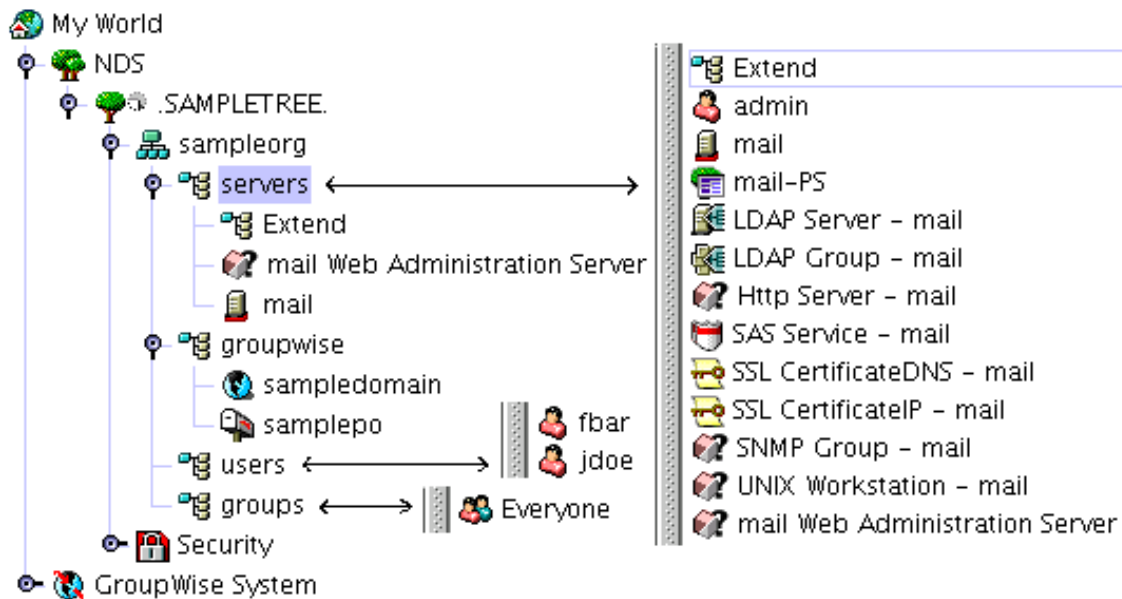 My World
NDS
.SAMPLETREE.
sampleorg
servers
Extend
mail Web Administration Server
mail
groupwise
sampledomain
samplepo
users
fbar
jdoe
groups
Everyone
Security
GroupWise System
Extend
admin
mail
mail-PS
LDAP Server - mail
LDAP Group - mail
Http Server - mail
SAS Service - mail
SSL CertificateDNS - mail
SSL CertificateIP - mail
SNMP Group - mail
UNIX Workstation - mail
mail Web Administration Server